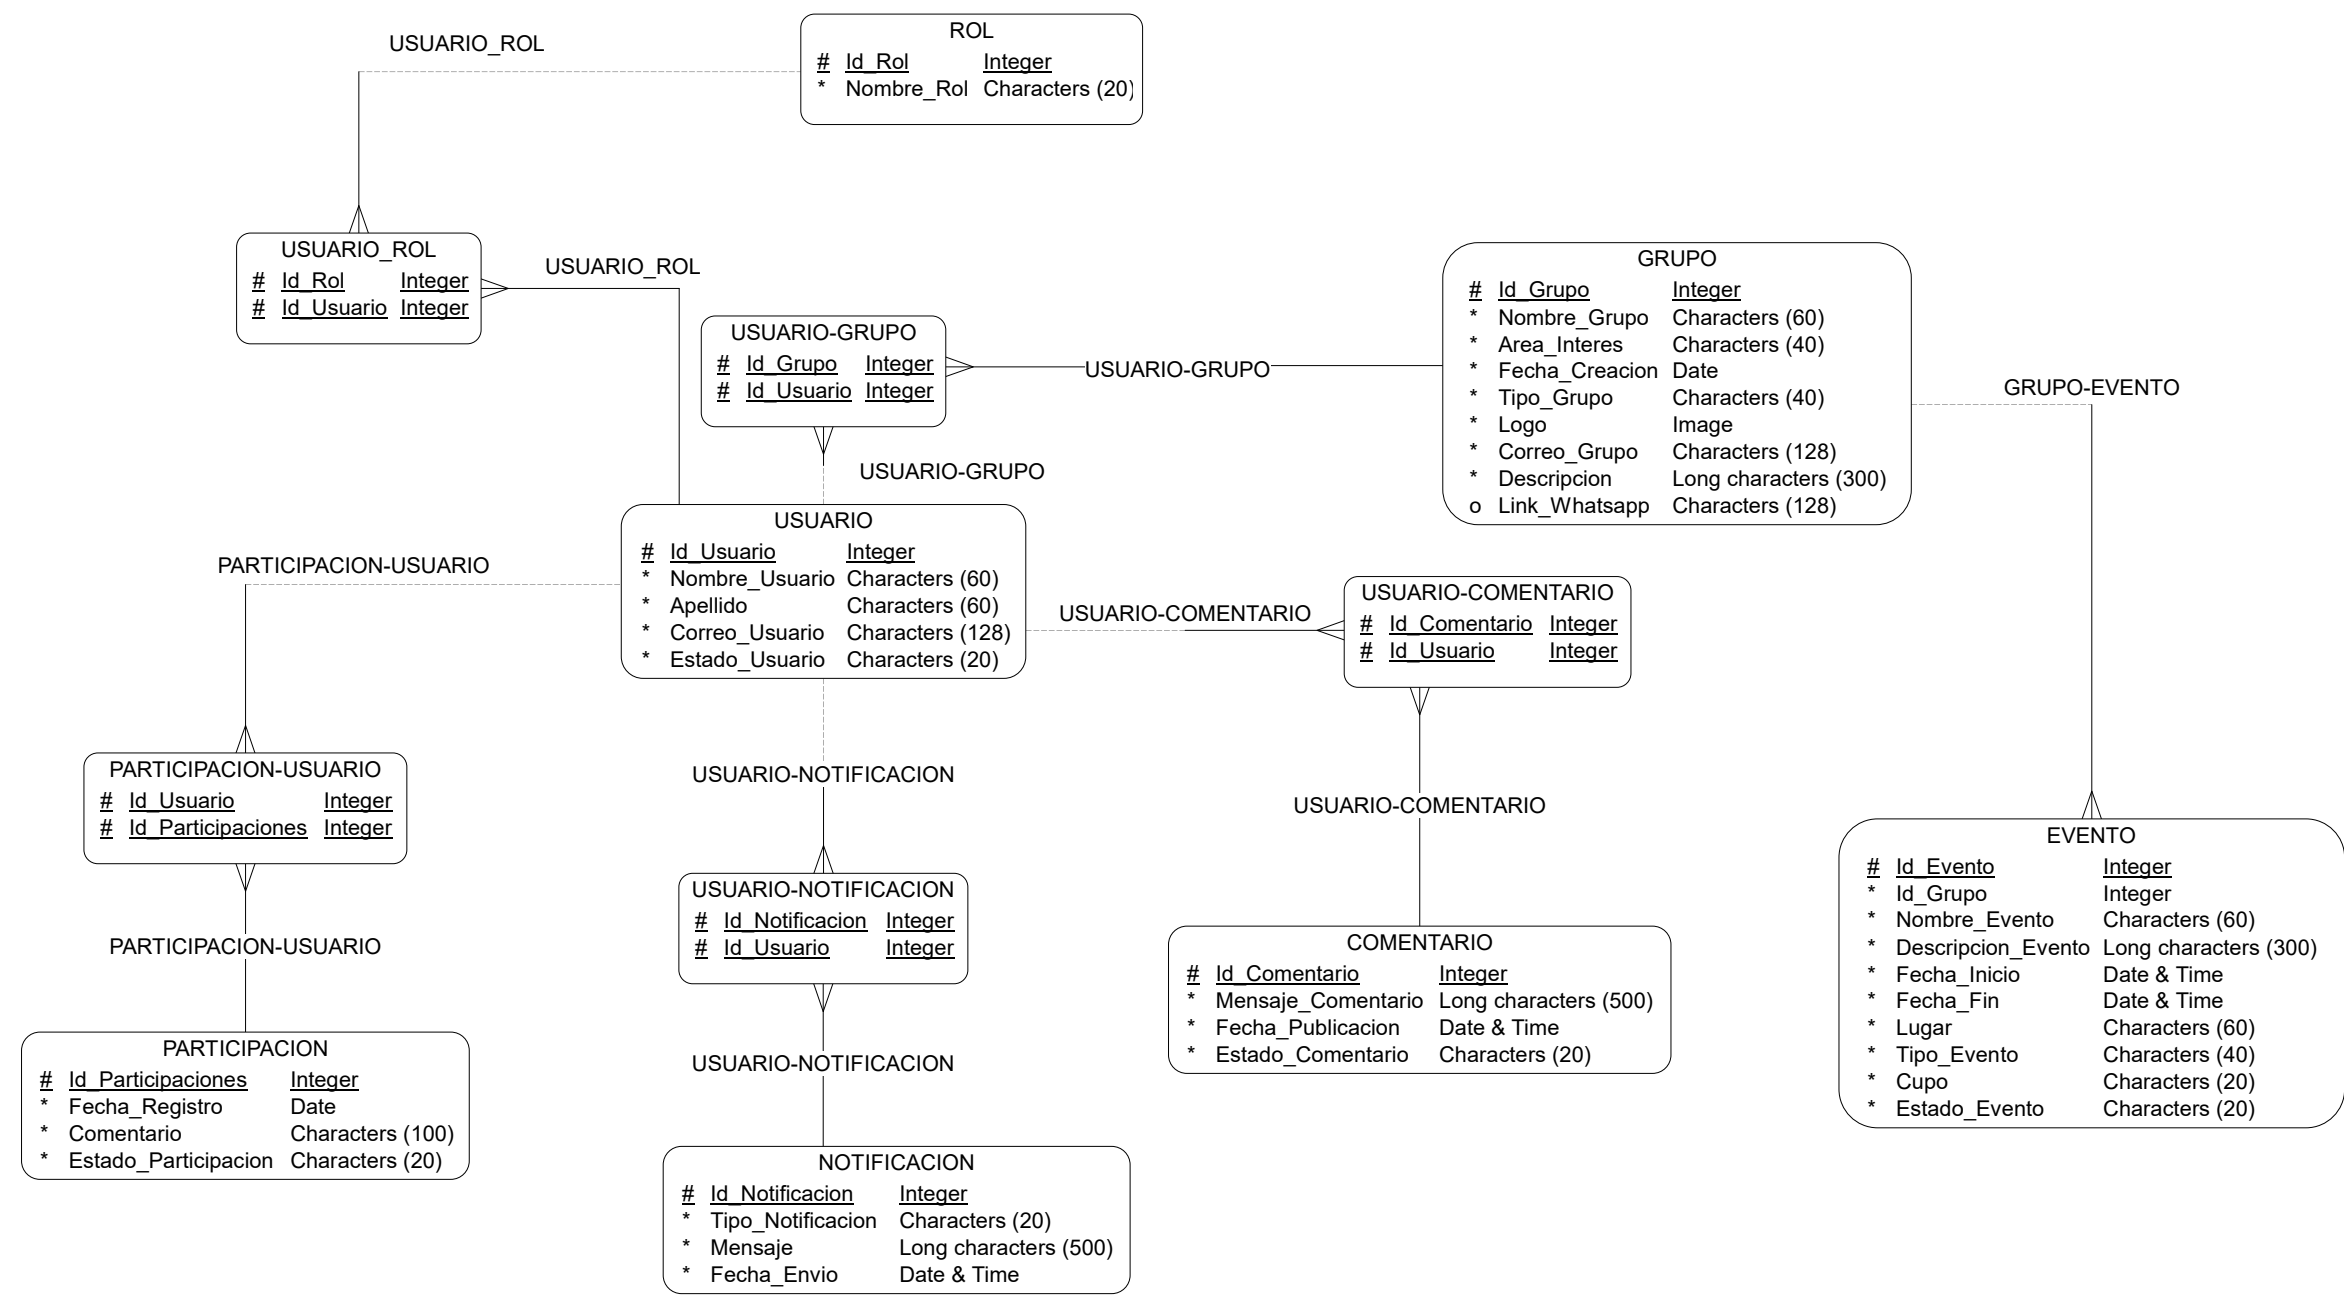 USUARIO_ROL
ROL
# Id_Rol Integer
* Nombre_Rol Characters (20)
USUARIO_ROL
# Id_Rol Integer
# Id_Usuario Integer
USUARIO_ROL
USUARIO-GRUPO
# Id_Grupo Integer
# Id_Usuario Integer
USUARIO-GRUPO
GRUPO
# Id_Grupo Integer
* Nombre_Grupo Characters (60)
* Area_Interes Characters (40)
* Fecha_Creacion Date
* Tipo_Grupo Characters (40)
* Logo Image
* Correo_Grupo Characters (128)
* Descripcion Long characters (300)
o Link_Whatsapp Characters (128)
GRUPO-EVENTO
USUARIO-GRUPO
USUARIO
# Id_Usuario Integer
* Nombre_Usuario Characters (60)
* Apellido Characters (60)
* Correo_Usuario Characters (128)
* Estado_Usuario Characters (20)
PARTICIPACION-USUARIO
USUARIO-COMENTARIO
USUARIO-COMENTARIO
# Id_Comentario Integer
# Id_Usuario Integer
PARTICIPACION-USUARIO
# Id_Usuario Integer
# Id_Participaciones Integer
USUARIO-NOTIFICACION
USUARIO-COMENTARIO
USUARIO-NOTIFICACION
# Id_Notificacion Integer
# Id_Usuario Integer
EVENTO
# Id_Evento Integer
* Id_Grupo Integer
* Nombre_Evento Characters (60)
* Descripcion_Evento Long characters (300)
* Fecha_Inicio Date & Time
* Fecha_Fin Date & Time
* Lugar Characters (60)
* Tipo_Evento Characters (40)
* Cupo Characters (20)
* Estado_Evento Characters (20)
PARTICIPACION-USUARIO
COMENTARIO
# Id_Comentario Integer
* Mensaje_Comentario Long characters (500)
* Fecha_Publicacion Date & Time
* Estado_Comentario Characters (20)
PARTICIPACION
# Id_Participaciones Integer
* Fecha_Registro Date
* Comentario Characters (100)
* Estado_Participacion Characters (20)
USUARIO-NOTIFICACION
NOTIFICACION
# Id_Notificacion Integer
* Tipo_Notificacion Characters (20)
* Mensaje Long characters (500)
* Fecha_Envio Date & Time